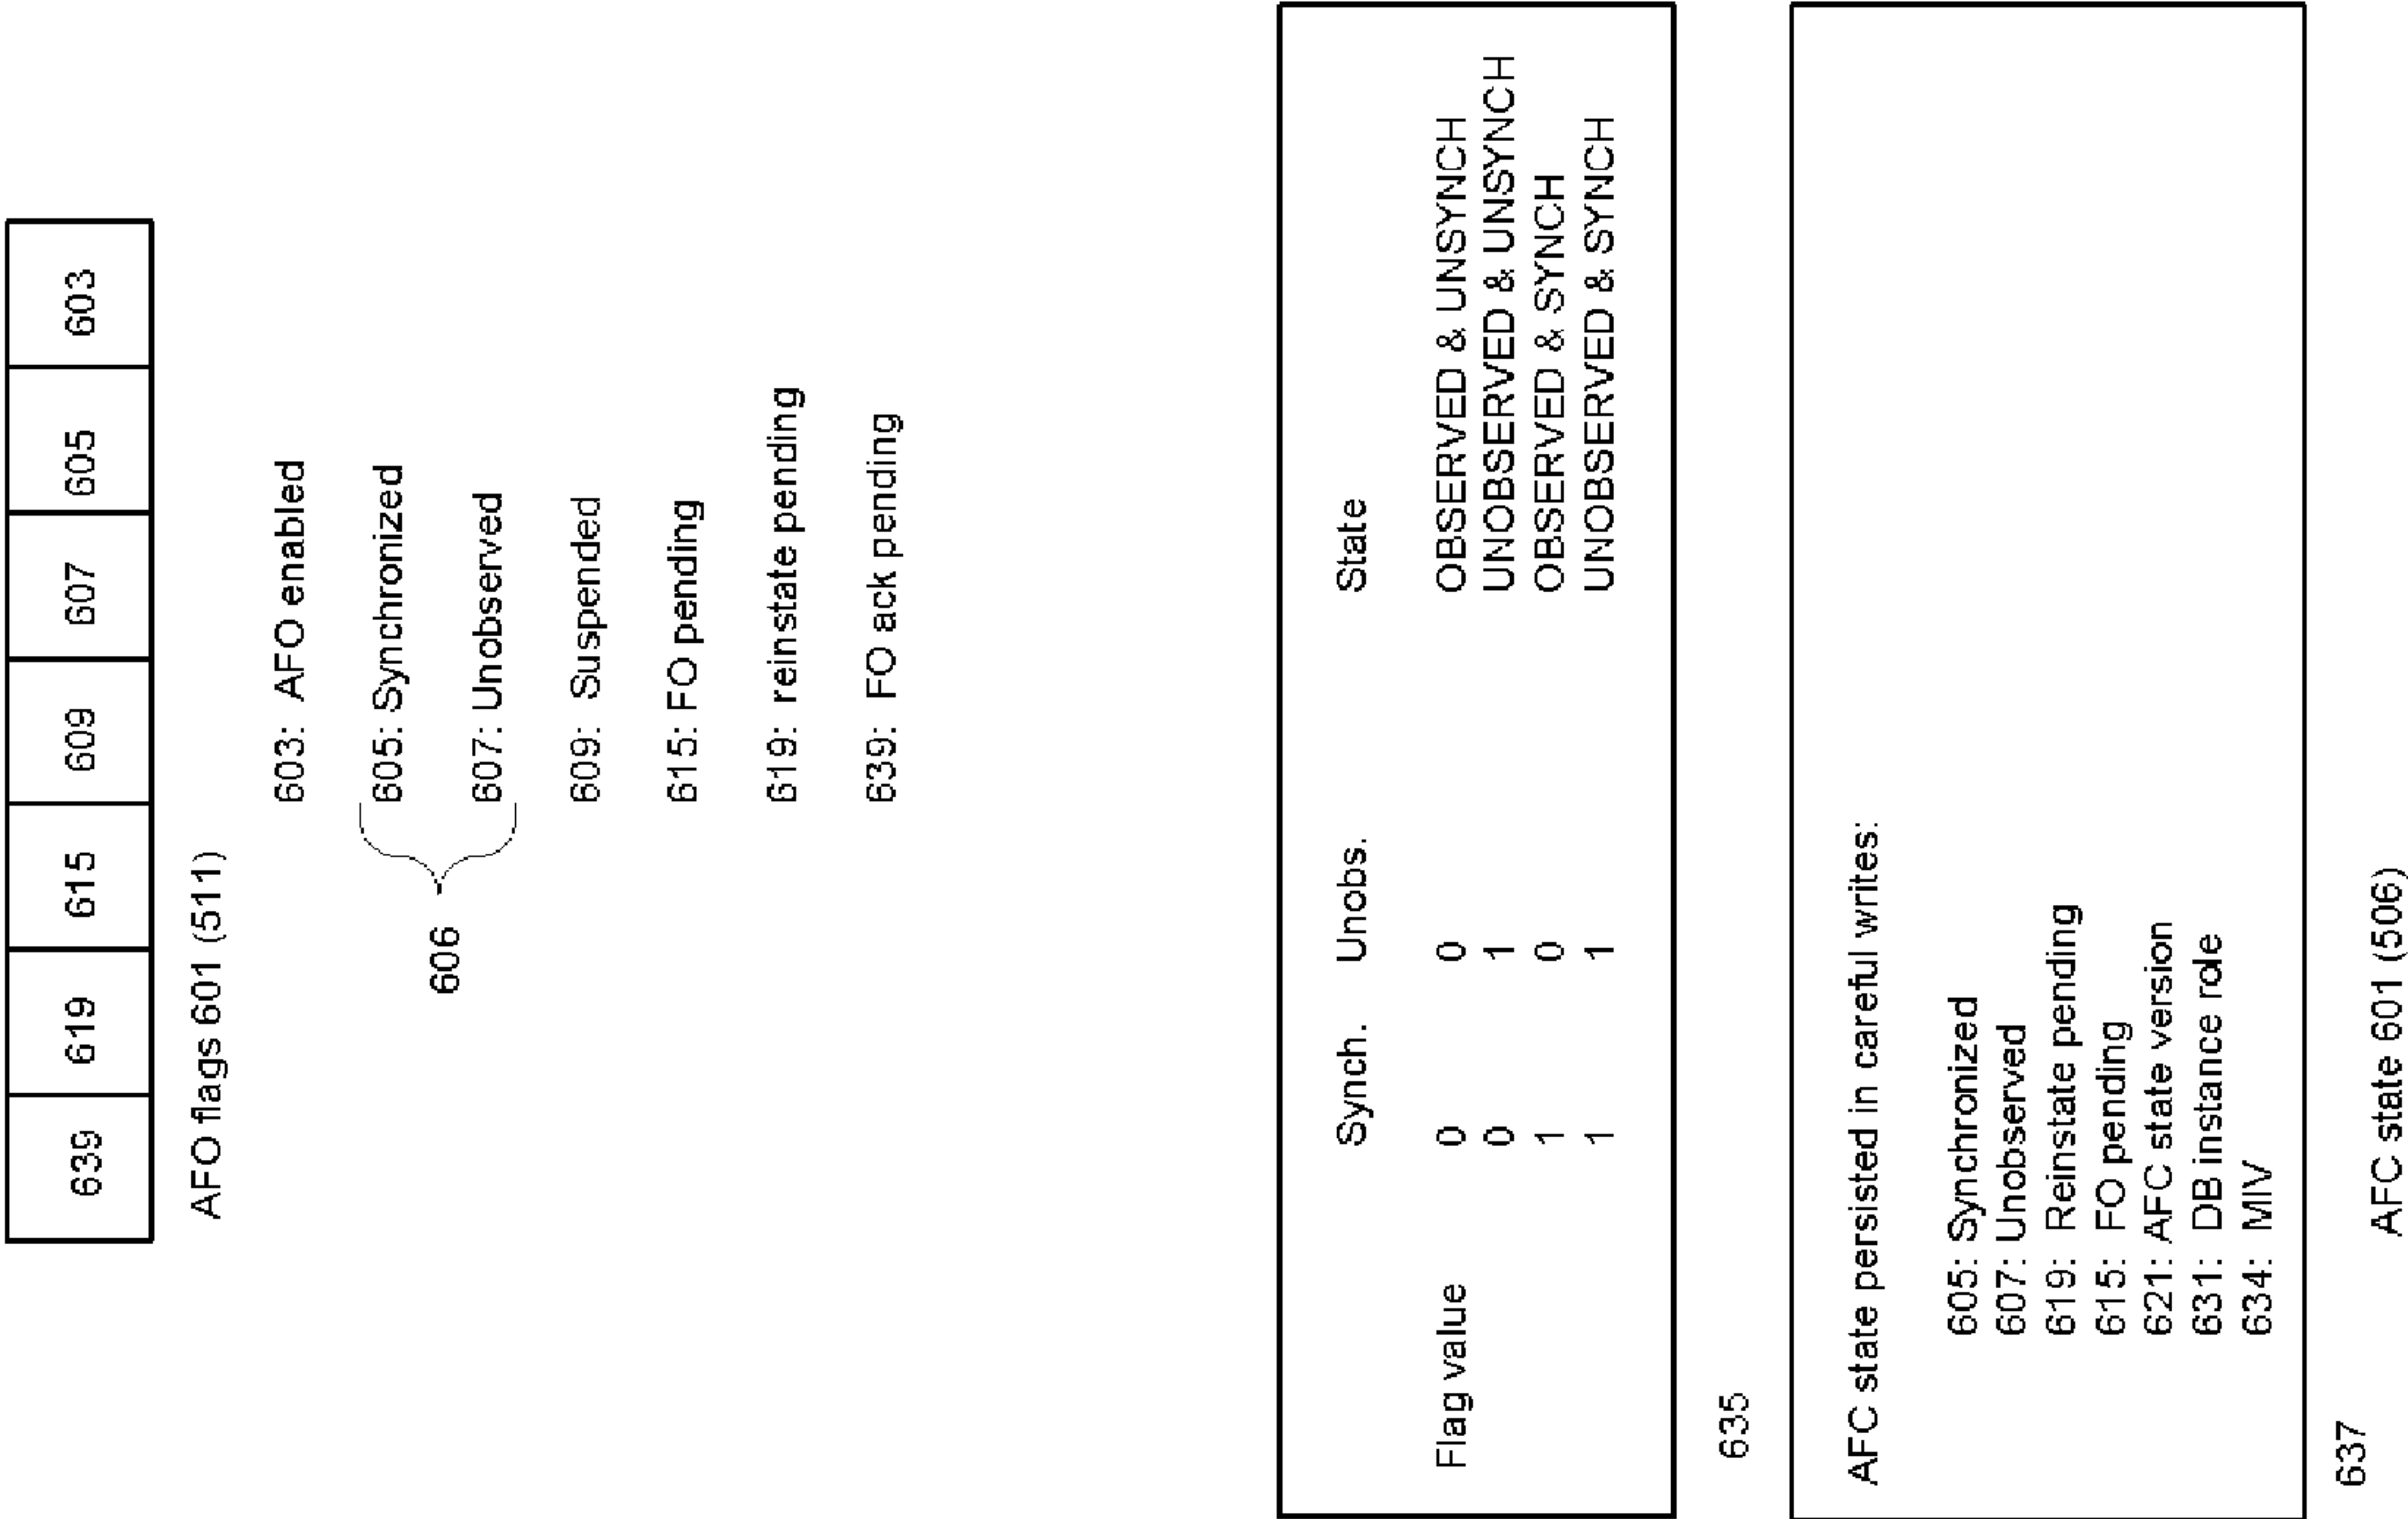 639 619 615 609 607 605 603
AFO flags 601 (511)
603: AFO enabled
605: Synchronized
607: Unobserved
606
609: Suspended
615: FO pending
619: reinstate pending
639: FO ack pending
Synch. Unobs. State
Flag value 0 0 OBSERVED & UNSYNCH
0 1 UNOBSERVED & UNSYNCH
1 0 OBSERVED & SYNCH
1 1 UNOBSERVED & SYNCH
635
AFC state persisted in careful writes:
605: Synchronized
607: Unobserved
619: Reinstate pending
615: FO pending
621: AFC state version
631: DB instance role
634: MIV
637
AFC state 601 (506)